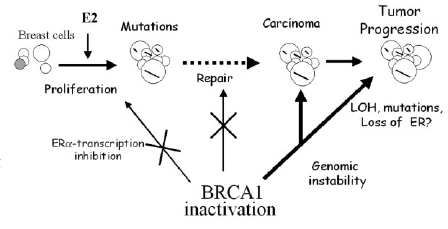 E2
Breast cells
Mutations
Carcinoma
Tumor
Progression
Proliferation
Repair
LOH, mutations,
Loss of ER?
ERα-transcription
inhibition
Genomic
instability
BRCA1
inactivation